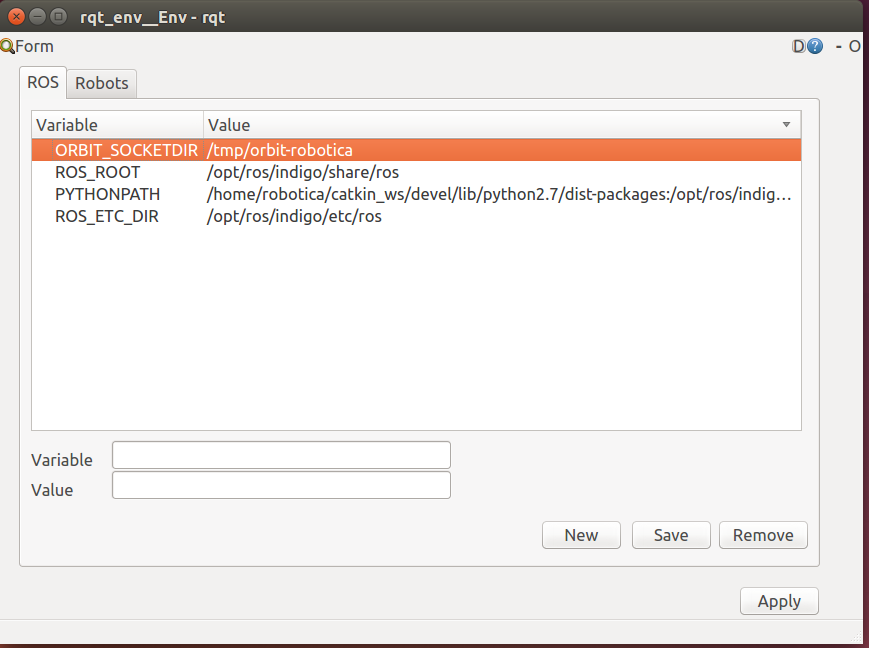 rqt_env__Env - rqt
Form D ? - O
ROS Robots
Variable Value
ORBIT_SOCKETDIR /tmp/orbit-robotica
ROS_ROOT /opt/ros/indigo/share/ros
PYTHONPATH /home/robotica/catkin_ws/devel/lib/python2.7/dist-packages:/opt/ros/indig...
ROS_ETC_DIR /opt/ros/indigo/etc/ros
Variable
Value
New Save Remove
Apply